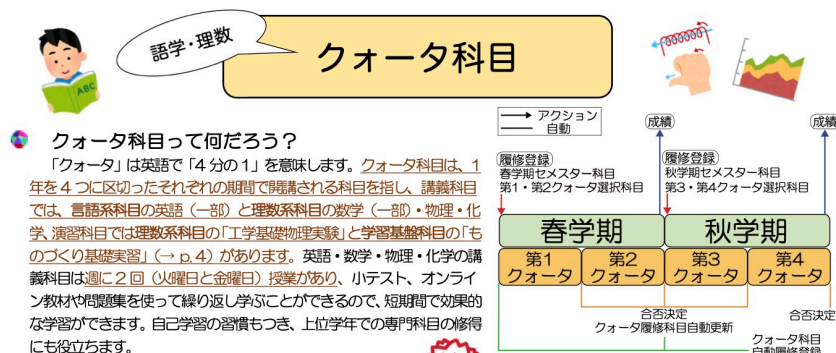 語学・理数
クォータ科目
ABC
クォータ科目って何だろう？
「クォータ」は英語で「4分の1」を意味します。クォータ科目は、1
年を4つに区切ったそれぞれの期間で開講される科目を指し、講義科目
では、言語系科目の英語（一部）と理数系科目の数学（一部）・物理・化
学、演習科目では理数系科目の「工学基礎物理実験」と学習基盤科目の「も
のづくり基礎実習」（→ p.4）があります。英語・数学・物理・化学の講
義科目は週に2回（火曜日と金曜日）授業があり、小テスト、オンライ
ン教材や問題集を使って繰り返し学ぶことができるので、短期間で効果的
な学習ができます。自己学習の習慣もつき、上位学年での専門科目の修得
にも役立ちます。
アクション
自動
成績
成績
履修登録
春学期セメスター科目
第1・第2クォータ選択科目
履修登録
秋学期セメスター科目
第3・第4クォータ選択科目
春学期
秋学期
第1
クォータ
第2
クォータ
第3
クォータ
第4
クォータ
合否決定
クォータ履修科目自動更新
合否決定
クォータ科目
自動履修登録